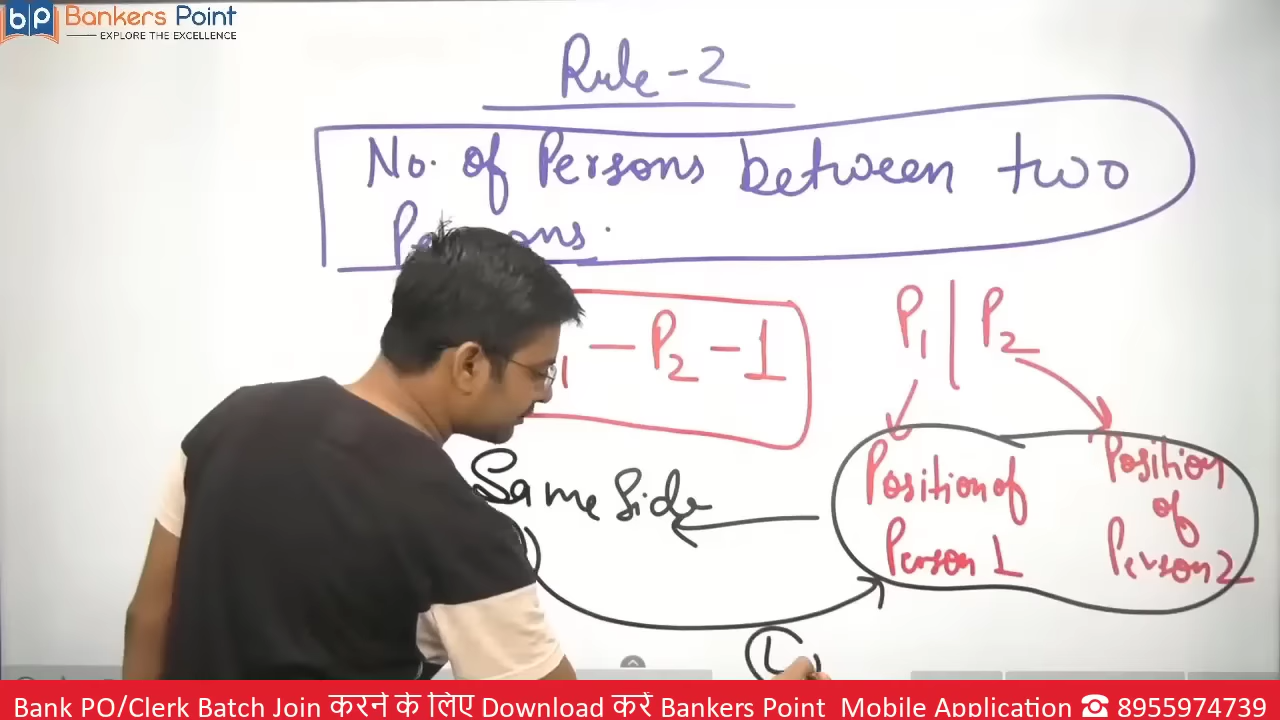 bp Bankers Point
EXPLORE THE EXCELLENCE
Rule-2
No. of Persons between two
- P2 - 1
P1 | P2
Same Side
Position of
Person 1
Position
of
Person 2
L
Bank PO/Clerk Batch Join करने के लिए Download करें Bankers Point Mobile Application ☎ 8955974739